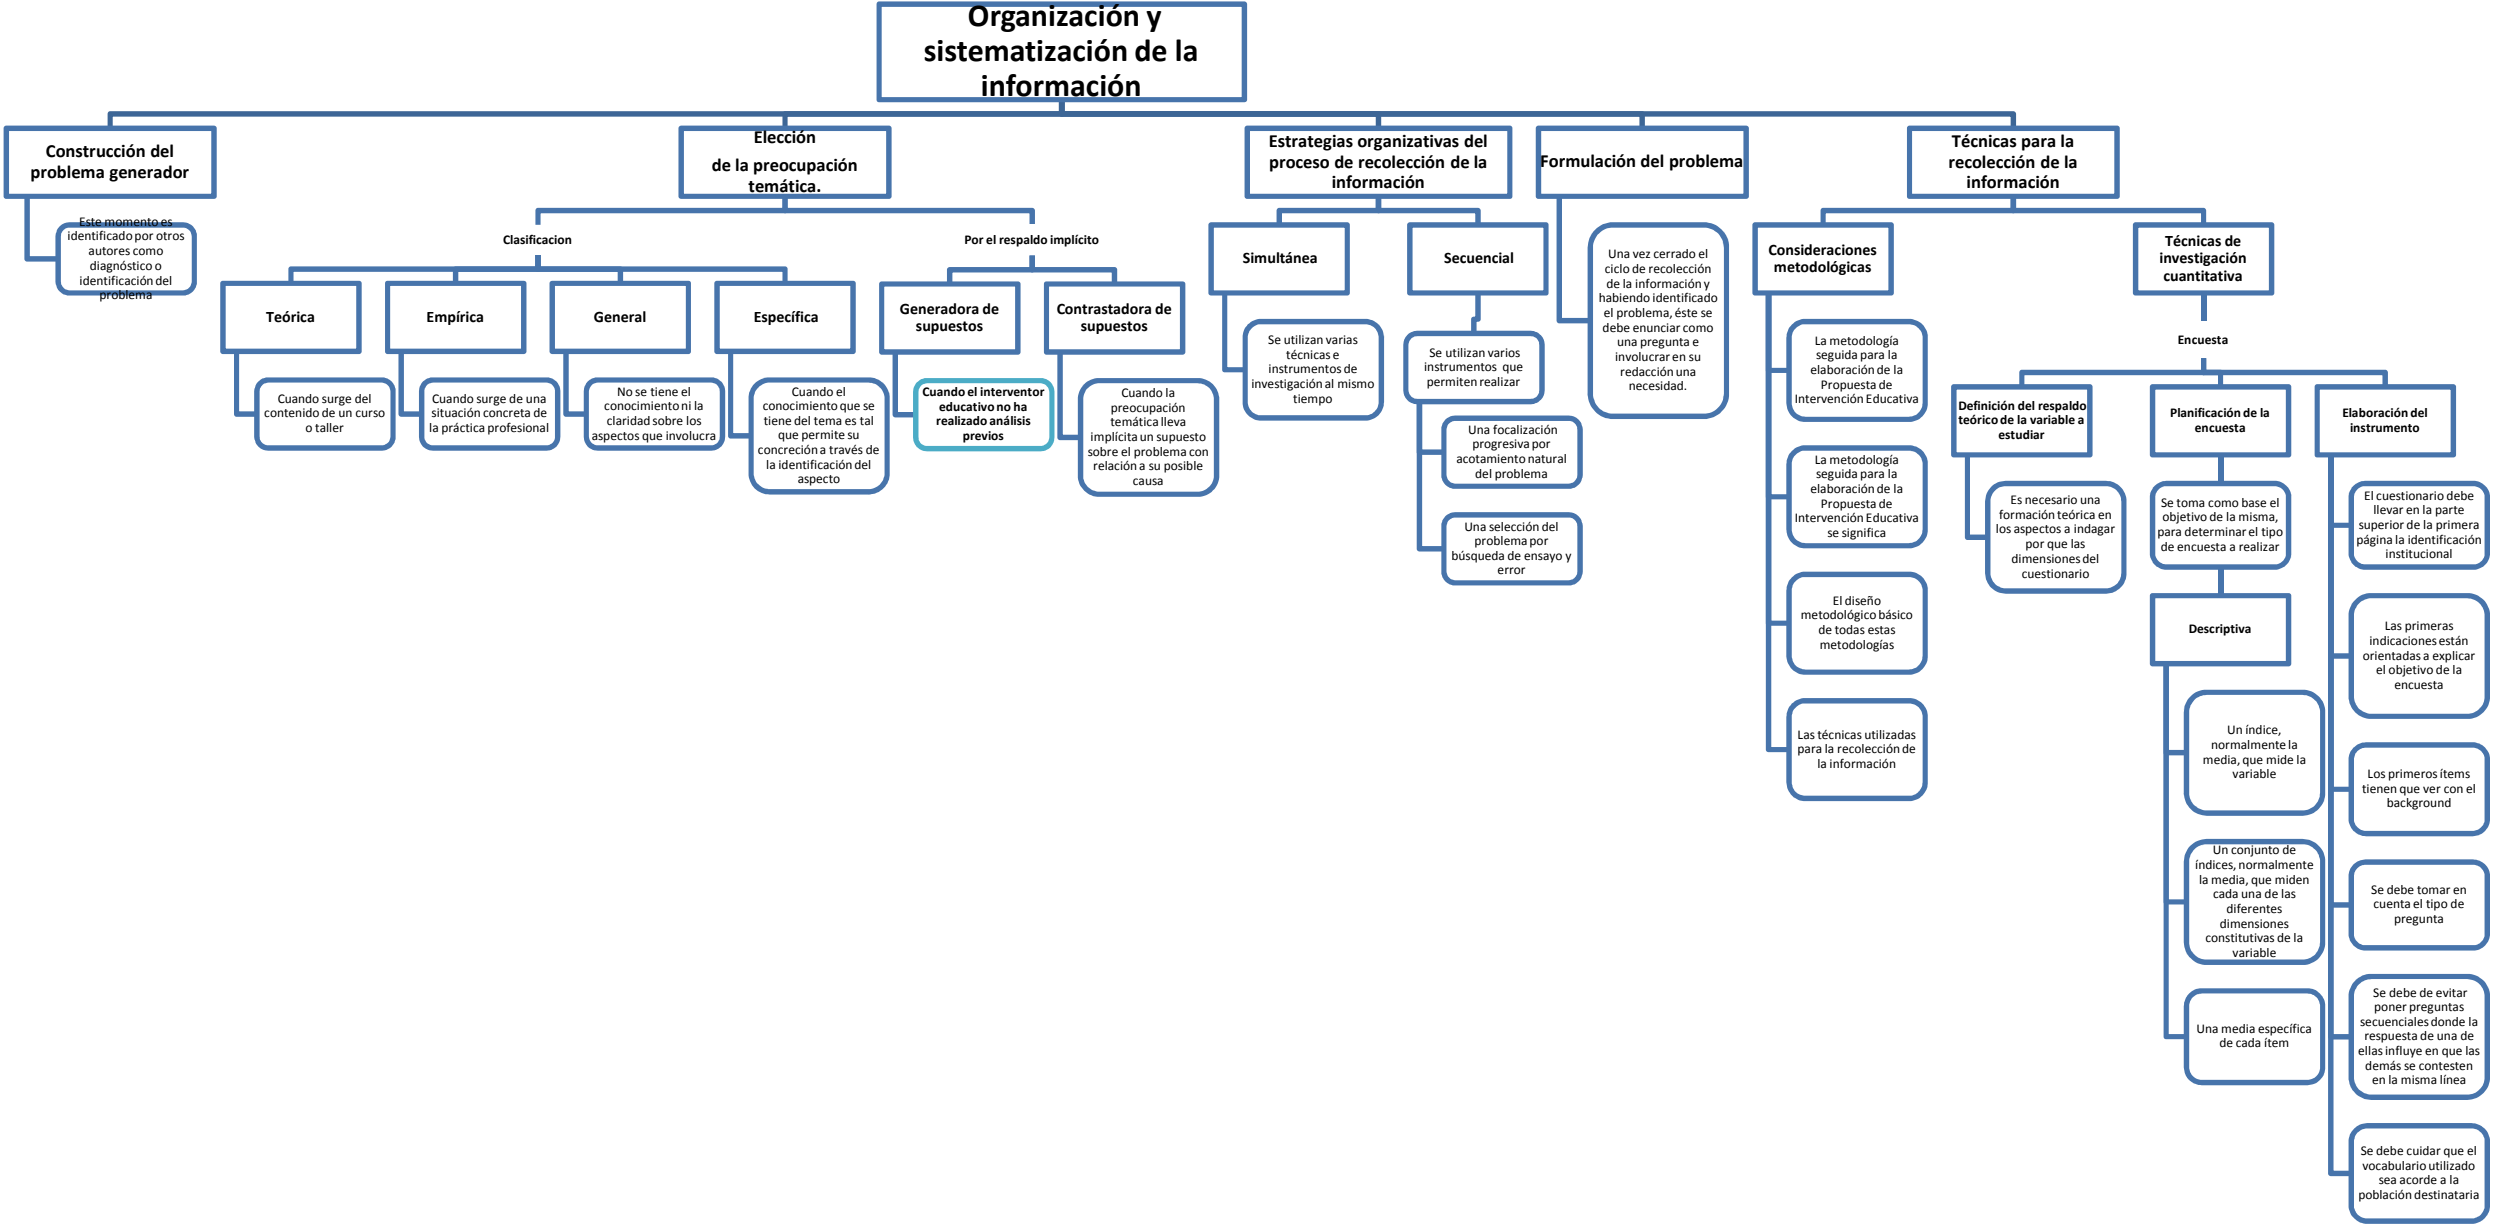 Organización y
sistematización de la
información
Construcción del
problema generador
Este momento es
identificado por otros
autores como
diagnóstico o
identificación del
problema
Elección
de la preocupación
temática.
Clasificacion
Teórica
Cuando surge del
contenido de un curso
o taller
Empírica
Cuando surge de una
situación concreta de
la práctica profesional
General
No se tiene el
conocimiento ni la
claridad sobre los
aspectos que involucra
Específica
Cuando el
conocimiento que se
tiene del tema es tal
que permite su
concreción a través de
la identificación del
aspecto
Por el respaldo implícito
Generadora de
supuestos
Cuando el interventor
educativo no ha
realizado análisis
previos
Contrastadora de
supuestos
Cuando la
preocupación
temática lleva
implícita un supuesto
sobre el problema con
relación a su posible
causa
Estrategias organizativas del
proceso de recolección de la
información
Simultánea
Se utilizan varias
técnicas e
instrumentos de
investigación al mismo
tiempo
Secuencial
Se utilizan varios
instrumentos que
permiten realizar
Una focalización
progresiva por
acotamiento natural
del problema
Una selección del
problema por
búsqueda de ensayo y
error
Formulación del problema
Una vez cerrado el
ciclo de recolección
de la información y
habiendo identificado
el problema, éste se
debe enunciar como
una pregunta e
involucrar en su
redacción una
necesidad.
Técnicas para la
recolección de la
información
Consideraciones
metodológicas
La metodología
seguida para la
elaboración de la
Propuesta de
Intervención Educativa
La metodología
seguida para la
elaboración de la
Propuesta de
Intervención Educativa
se significa
El diseño
metodológico básico
de todas estas
metodologías
Las técnicas utilizadas
para la recolección de
la información
Técnicas de
investigación
cuantitativa
Encuesta
Definición del respaldo
teórico de la variable a
estudiar
Es necesario una
formación teórica en
los aspectos a indagar
por que las
dimensiones del
cuestionario
Planificación de la
encuesta
Se toma como base el
objetivo de la misma,
para determinar el tipo
de encuesta a realizar
Descriptiva
Un índice,
normalmente la
media, que mide la
variable
Un conjunto de
índices, normalmente
la media, que miden
cada una de las
diferentes
dimensiones
constitutivas de la
variable
Una media específica
de cada ítem
Elaboración del
instrumento
El cuestionario debe
llevar en la parte
superior de la primera
página la identificación
institucional
Las primeras
indicaciones están
orientadas a explicar
el objetivo de la
encuesta
Los primeros ítems
tienen que ver con el
background
Se debe tomar en
cuenta el tipo de
pregunta
Se debe de evitar
poner preguntas
secuenciales donde la
respuesta de una de
ellas influye en que las
demás se contesten
en la misma línea
Se debe cuidar que el
vocabulario utilizado
sea acorde a la
población destinataria